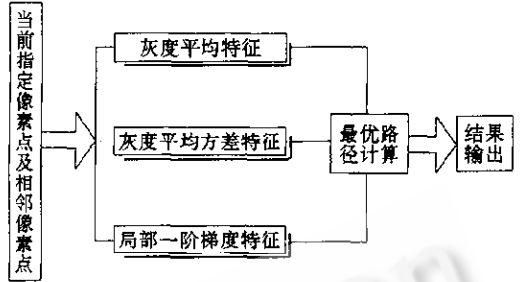 当前指定像素点及相邻像素点
灰度平均特征
灰度平均方差特征
局部一阶梯度特征
最优路
径计算
结果
输出